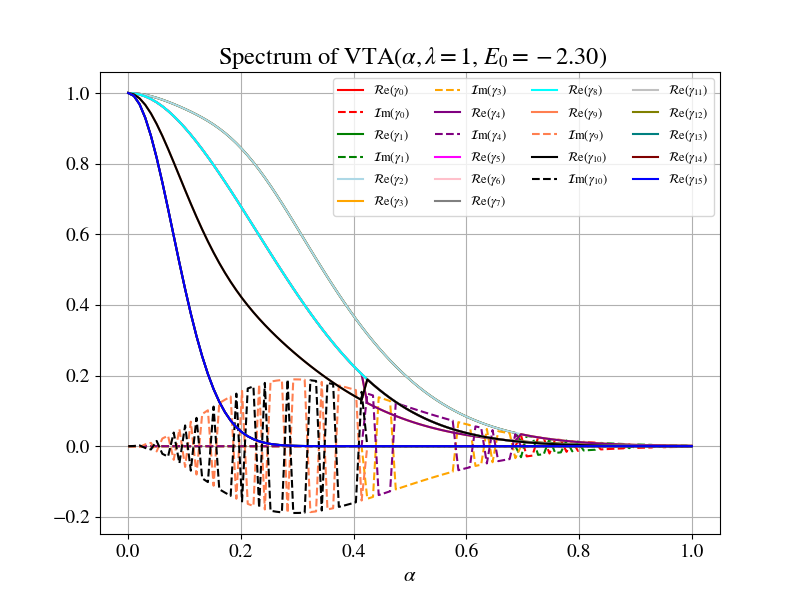 Spectrum of VTA(α, λ = 1, E₀ = −2.30)
ℛe(γ₀) ℐm(γ₃) ℛe(γ₈) ℛe(γ₁₁)
ℐm(γ₀) ℛe(γ₄) ℛe(γ₉) ℛe(γ₁₂)
ℛe(γ₁) ℐm(γ₄) ℐm(γ₉) ℛe(γ₁₃)
ℐm(γ₁) ℛe(γ₅) ℛe(γ₁₀) ℛe(γ₁₄)
ℛe(γ₂) ℛe(γ₆) ℐm(γ₁₀) ℛe(γ₁₅)
ℛe(γ₃) ℛe(γ₇)
1.0
0.8
0.6
0.4
0.2
0.0
−0.2
0.0 0.2 0.4 0.6 0.8 1.0
α